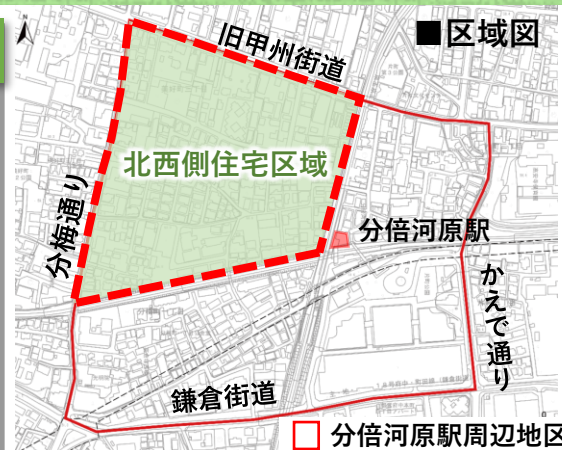 N
■区域図
旧甲州街道
北西側住宅区域
分梅通り
分倍河原駅
かえで通り
鎌倉街道
分倍河原駅周辺地区